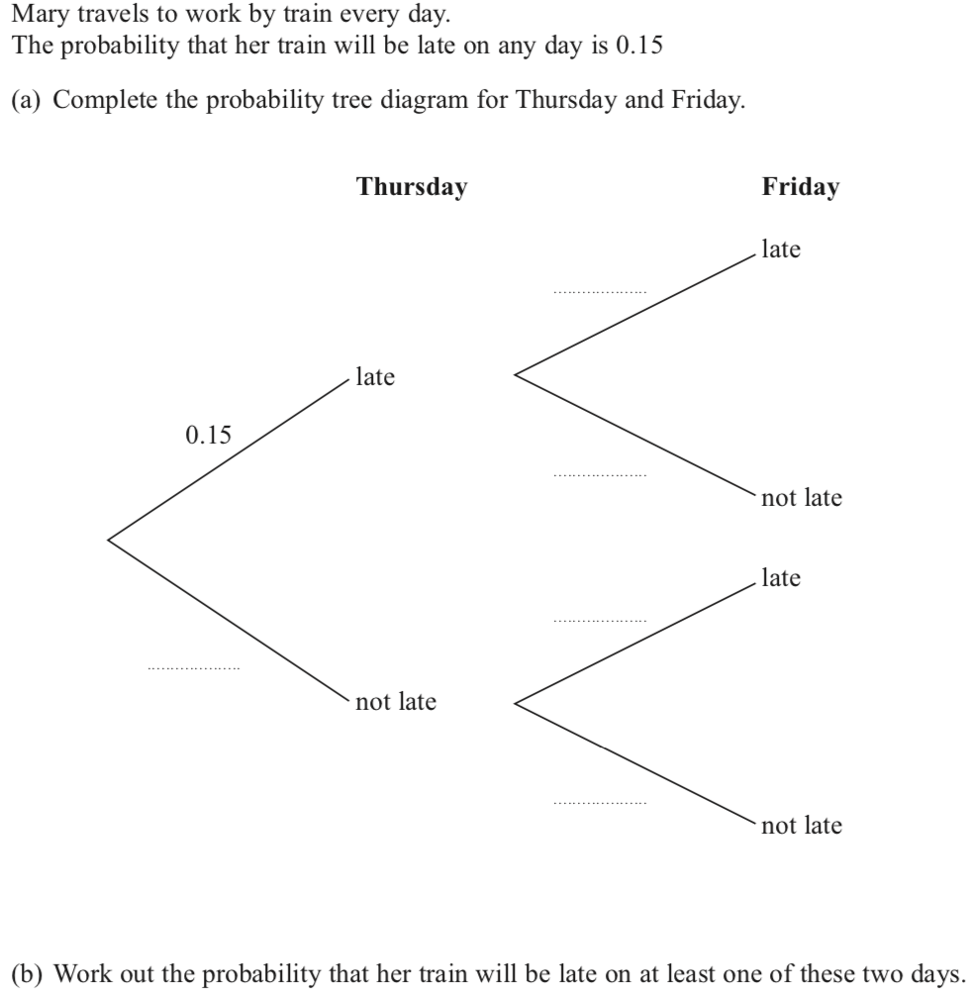 Mary travels to work by train every day.
The probability that her train will be late on any day is 0.15
(a) Complete the probability tree diagram for Thursday and Friday.
Thursday Friday
late
late
0.15
not late
late
not late
not late
(b) Work out the probability that her train will be late on at least one of these two days.